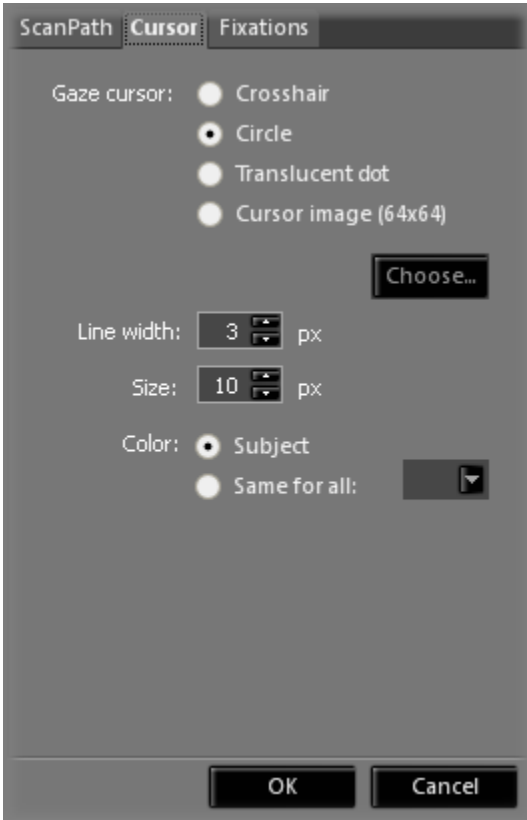 ScanPath Cursor Fixations
Gaze cursor: Crosshair
Circle
Translucent dot
Cursor image (64x64)
Choose...
Line width: 3 px
Size: 10 px
Color: Subject
Same for all:
OK Cancel